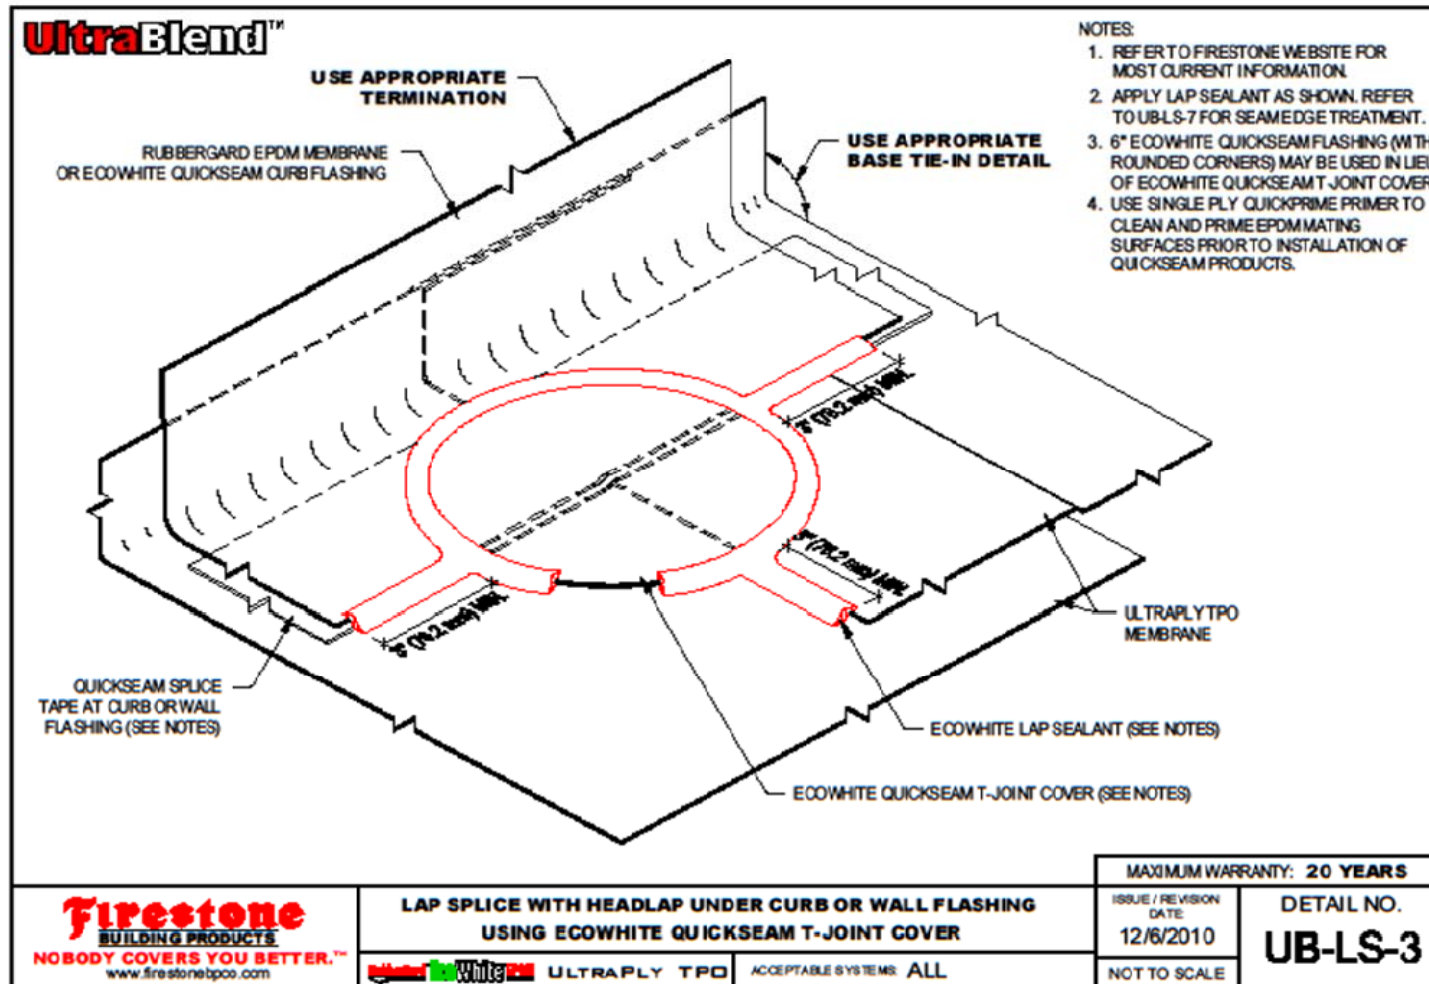 UltraBlend™
USE APPROPRIATE
TERMINATION
RUBBERGARD EPDM MEMBRANE
OR ECOWHITE QUICKSEAM CURB FLASHING
USE APPROPRIATE
BASE TIE-IN DETAIL
NOTES:
1. REFER TO FIRESTONE WEBSITE FOR
MOST CURRENT INFORMATION.
2. APPLY LAP SEALANT AS SHOWN. REFER
TO UB-LS-7 FOR SEAM EDGE TREATMENT.
3. 6" ECOWHITE QUICKSEAM FLASHING (WITH
ROUNDED CORNERS) MAY BE USED IN LIEU
OF ECOWHITE QUICKSEAM T-JOINT COVER
4. USE SINGLE PLY QUICKPRIME PRIMER TO
CLEAN AND PRIME EPDM MATING
SURFACES PRIOR TO INSTALLATION OF
QUICKSEAM PRODUCTS.
3" (76.2 mm) MIN.
3" (76.2 mm) MIN.
3" (76.2 mm) MIN.
ULTRAPLY TPO
MEMBRANE
QUICKSEAM SPLICE
TAPE AT CURB OR WALL
FLASHING (SEE NOTES)
ECOWHITE LAP SEALANT (SEE NOTES)
ECOWHITE QUICKSEAM T-JOINT COVER (SEE NOTES)
MAXIMUM WARRANTY: 20 YEARS
Firestone
BUILDING PRODUCTS
NOBODY COVERS YOU BETTER.™
www.firestonebpco.com
LAP SPLICE WITH HEADLAP UNDER CURB OR WALL FLASHING
USING ECOWHITE QUICKSEAM T-JOINT COVER
White ULTRAPLY TPO
ACCEPTABLE SYSTEMS: ALL
ISSUE / REVISION
DATE:
12/6/2010
NOT TO SCALE
DETAIL NO.
UB-LS-3